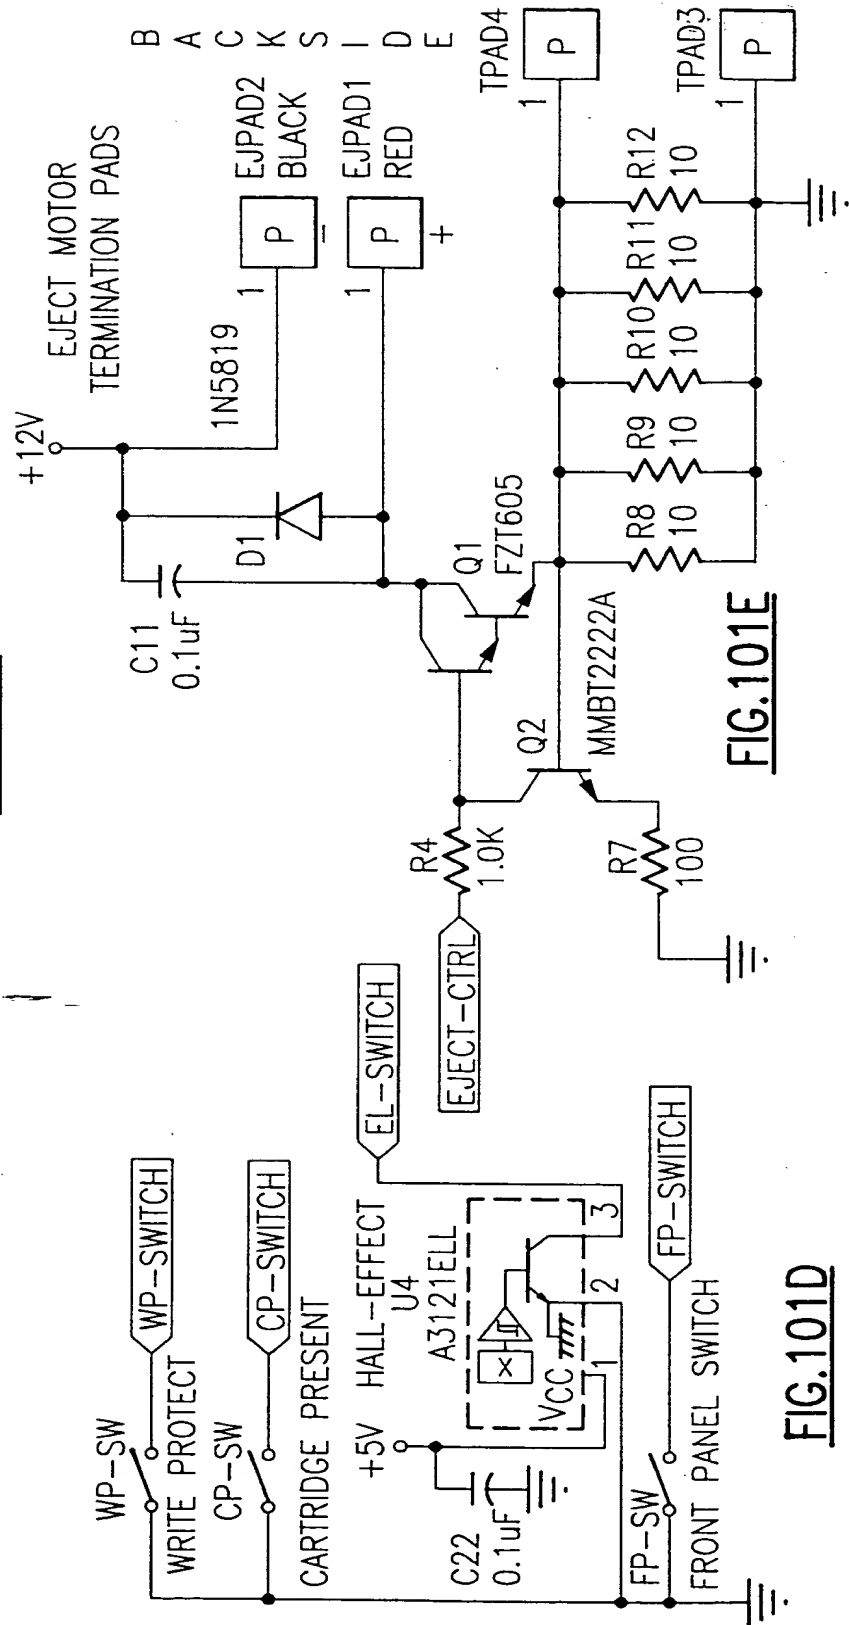 WP-SW
WRITE PROTECT
WP-SWITCH
CP-SW
CARTRIDGE PRESENT
CP-SWITCH
+5V
HALL-EFFECT
U4
A3121ELL
X
VCC
1
2
3
EL-SWITCH
C22
0.1uF
FP-SW
FRONT PANEL SWITCH
FP-SWITCH
FIG.101D
+12V
EJECT MOTOR
TERMINATION PADS
BACKSIDE
C11
0.1uF
D1
1N5819
1
P
-
EJPAD2
BLACK
1
P
+
EJPAD1
RED
Q1
FZT605
EJECT-CTRL
R4
1.0K
Q2
MMBT2222A
R7
100
R8
10
R9
10
R10
10
R11
10
R12
10
1
P
TPAD4
1
P
TPAD3
FIG.101E